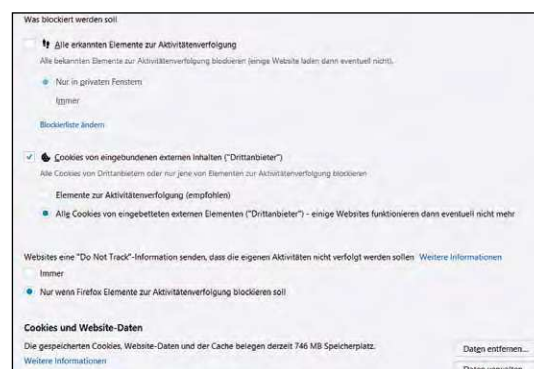 Was blockiert werden soll
Alle erkannten Elemente zur Aktivitätenverfolgung
Alle bekannten Elemente zur Aktivitätenverfolgung blockieren (einige Website laden dann eventuell nicht).
Nur in privaten Fenstern
Immer
Blockierliste ändern
Cookies von eingebundenen externen Inhalten ("Drittanbieter")
Alle Cookies von Drittanbietern oder nur jene von Elementen zur Aktivitätenverfolgung blockieren
Elemente zur Aktivitätenverfolgung (empfohlen)
Alle Cookies von eingebetteten externen Elementen ("Drittanbieter") - einige Websites funktionieren dann eventuell nicht mehr
Websites eine "Do Not Track"-Information senden, dass die eigenen Aktivitäten nicht verfolgt werden sollen Weitere Informationen
Immer
Nur wenn Firefox Elemente zur Aktivitätenverfolgung blockieren soll
Cookies und Website-Daten
Die gespeicherten Cookies, Website-Daten und der Cache belegen derzeit 746 MB Speicherplatz. Daten entfernen...
Weitere Informationen Daten verwalten